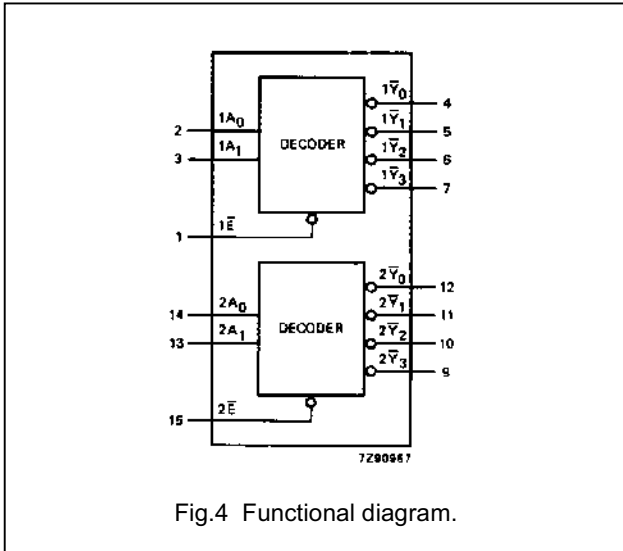 1Y̅0
4
1A0
2
1Y̅1
5
DECODER
3
1A1
1Y̅2
6
1Y̅3
7
1E̅
1
2Y̅0
12
2A0
14
2Y̅1
11
DECODER
13
2A1
2Y̅2
10
2Y̅3
9
2E̅
15
7Z90967
Fig.4 Functional diagram.